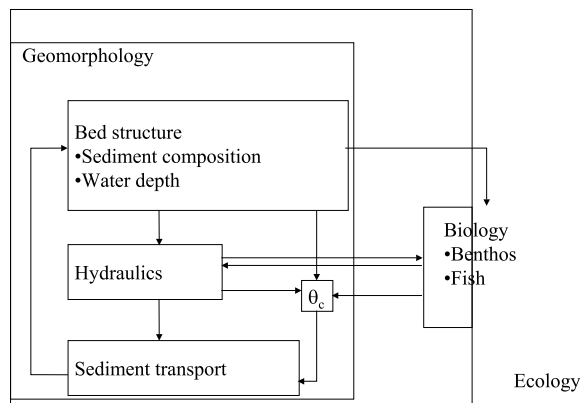 Geomorphology
Bed structure
•Sediment composition
•Water depth
Biology
•Benthos
•Fish
Hydraulics
θc
Sediment transport
Ecology